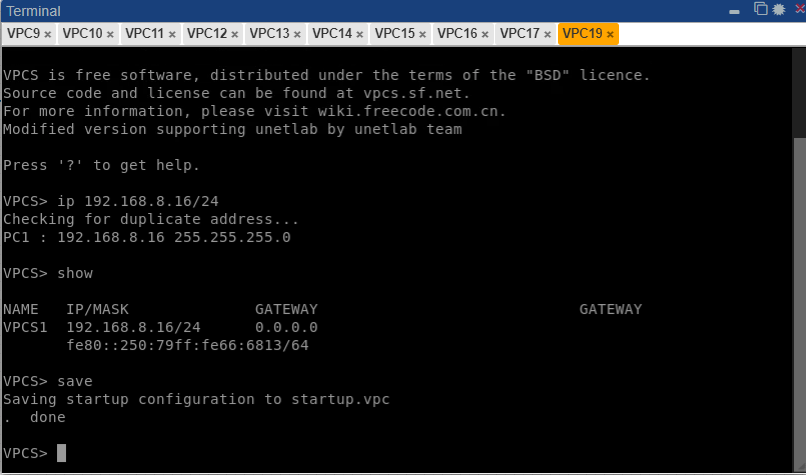 Terminal
VPC9 × VPC10 × VPC11 × VPC12 × VPC13 × VPC14 × VPC15 × VPC16 × VPC17 × VPC19 ×
VPCS is free software, distributed under the terms of the "BSD" licence.
Source code and license can be found at vpcs.sf.net.
For more information, please visit wiki.freecode.com.cn.
Modified version supporting unetlab by unetlab team
Press '?' to get help.
VPCS> ip 192.168.8.16/24
Checking for duplicate address...
PC1 : 192.168.8.16 255.255.255.0
VPCS> show
NAME   IP/MASK              GATEWAY                             GATEWAY
VPCS1  192.168.8.16/24      0.0.0.0
       fe80::250:79ff:fe66:6813/64
VPCS> save
Saving startup configuration to startup.vpc
.  done
VPCS>